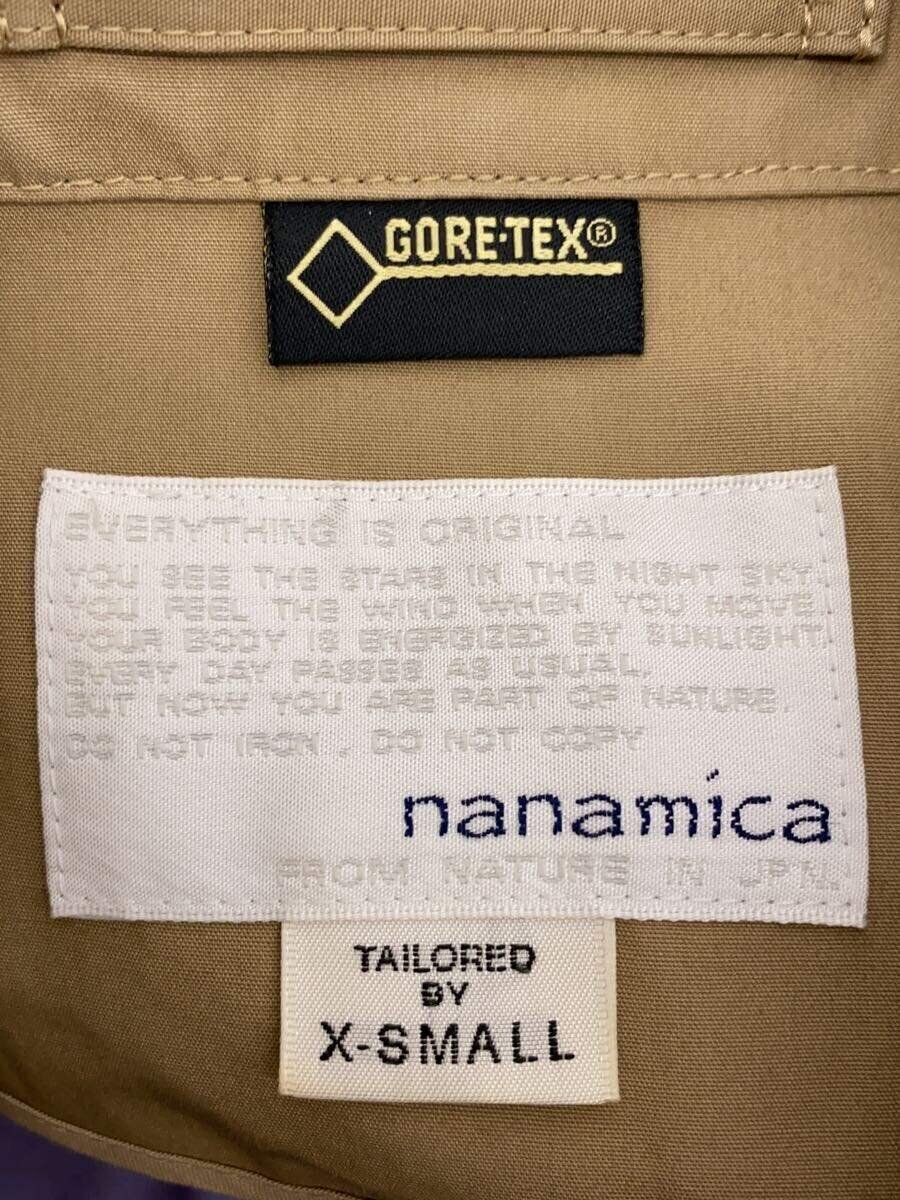 GORE-TEX®
EVERYTHING IS ORIGINAL
YOU SEE THE STARS IN THE NIGHT SKY.
YOU FEEL THE WIND WHEN YOU MOVE.
YOUR BODY IS ENERGIZED BY SUNLIGHT.
EVERY DAY PASSES AS USUAL,
BUT NOW YOU ARE PART OF NATURE.
DO NOT IRON, DO NOT COPY
nanamica
FROM NATURE IN JPN.
TAILORED
BY
X-SMALL